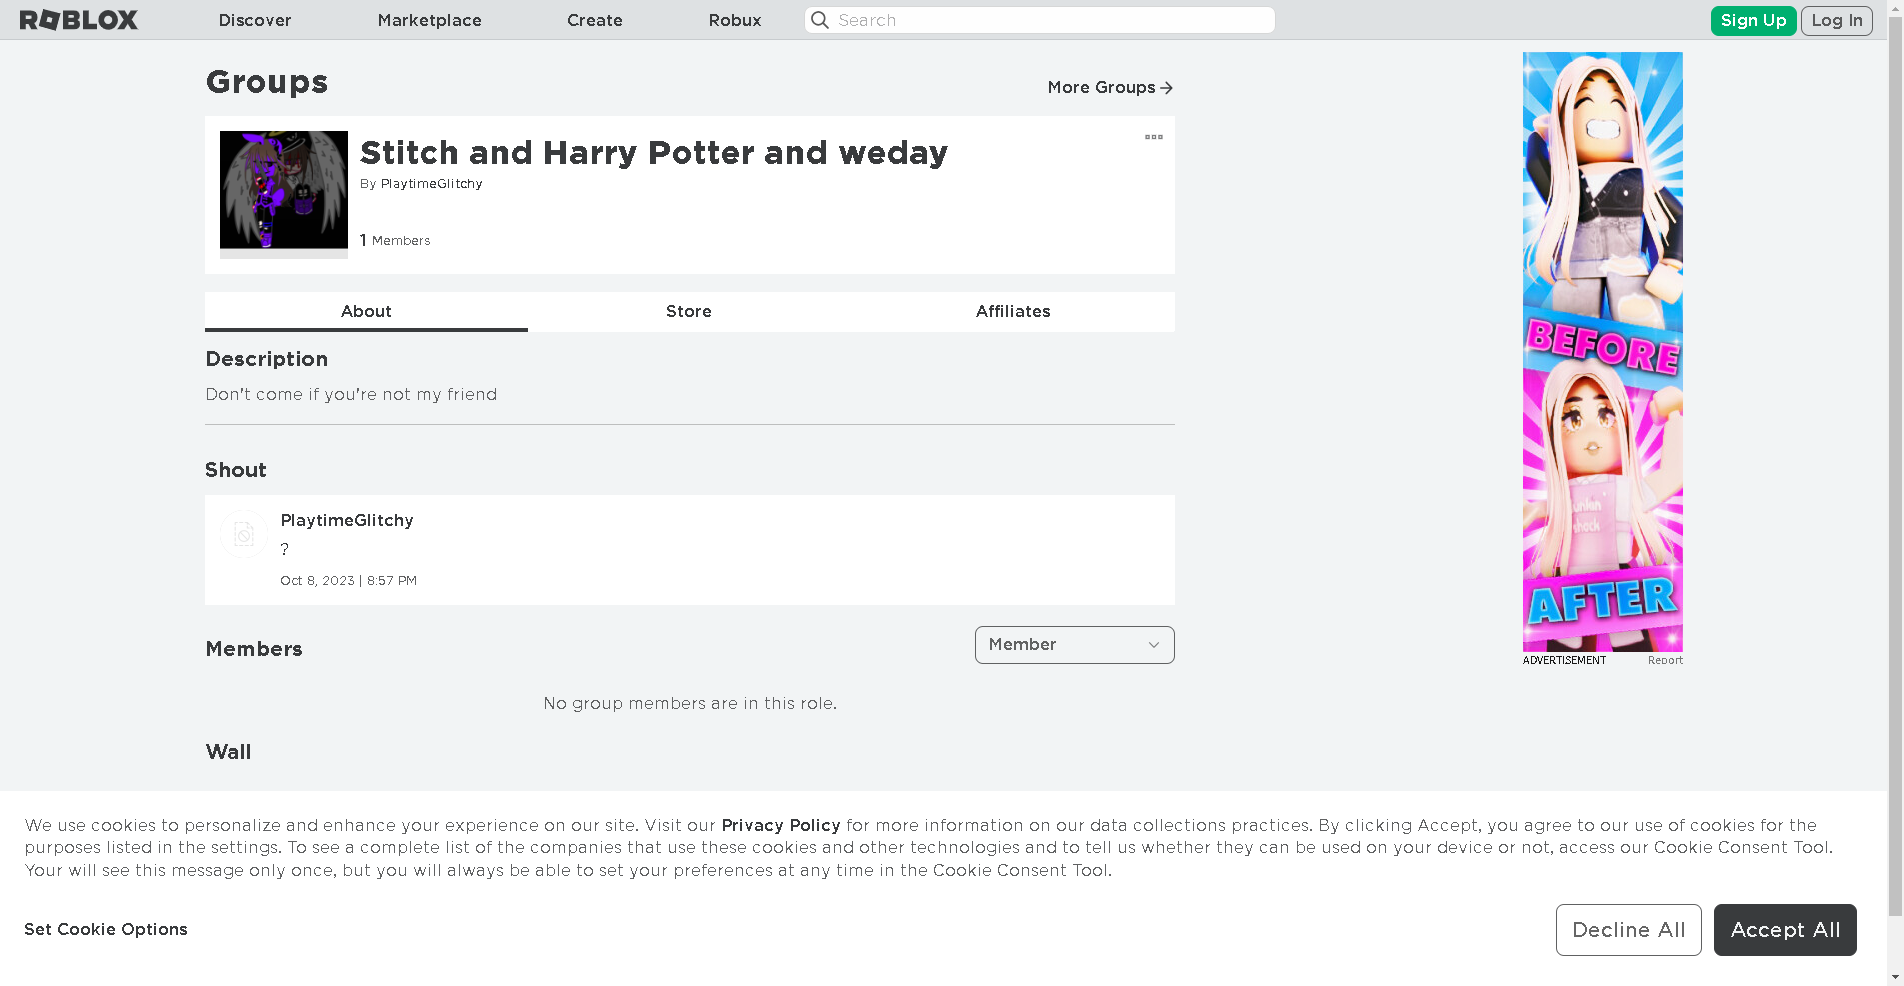 ROBLOX
Discover
Marketplace
Create
Robux
Search
Sign Up
Log In
Groups
More Groups
Stitch and Harry Potter and weday
By PlaytimeGlitchy
1 Members
About
Store
Affiliates
Description
Don't come if you're not my friend
Shout
PlaytimeGlitchy
?
Oct 8, 2023 | 8:57 PM
Members
Member
No group members are in this role.
Wall
BEFORE
AFTER
ADVERTISEMENT
Report
We use cookies to personalize and enhance your experience on our site. Visit our Privacy Policy for more information on our data collections practices. By clicking Accept, you agree to our use of cookies for the
purposes listed in the settings. To see a complete list of the companies that use these cookies and other technologies and to tell us whether they can be used on your device or not, access our Cookie Consent Tool.
Your will see this message only once, but you will always be able to set your preferences at any time in the Cookie Consent Tool.
Set Cookie Options
Decline All
Accept All